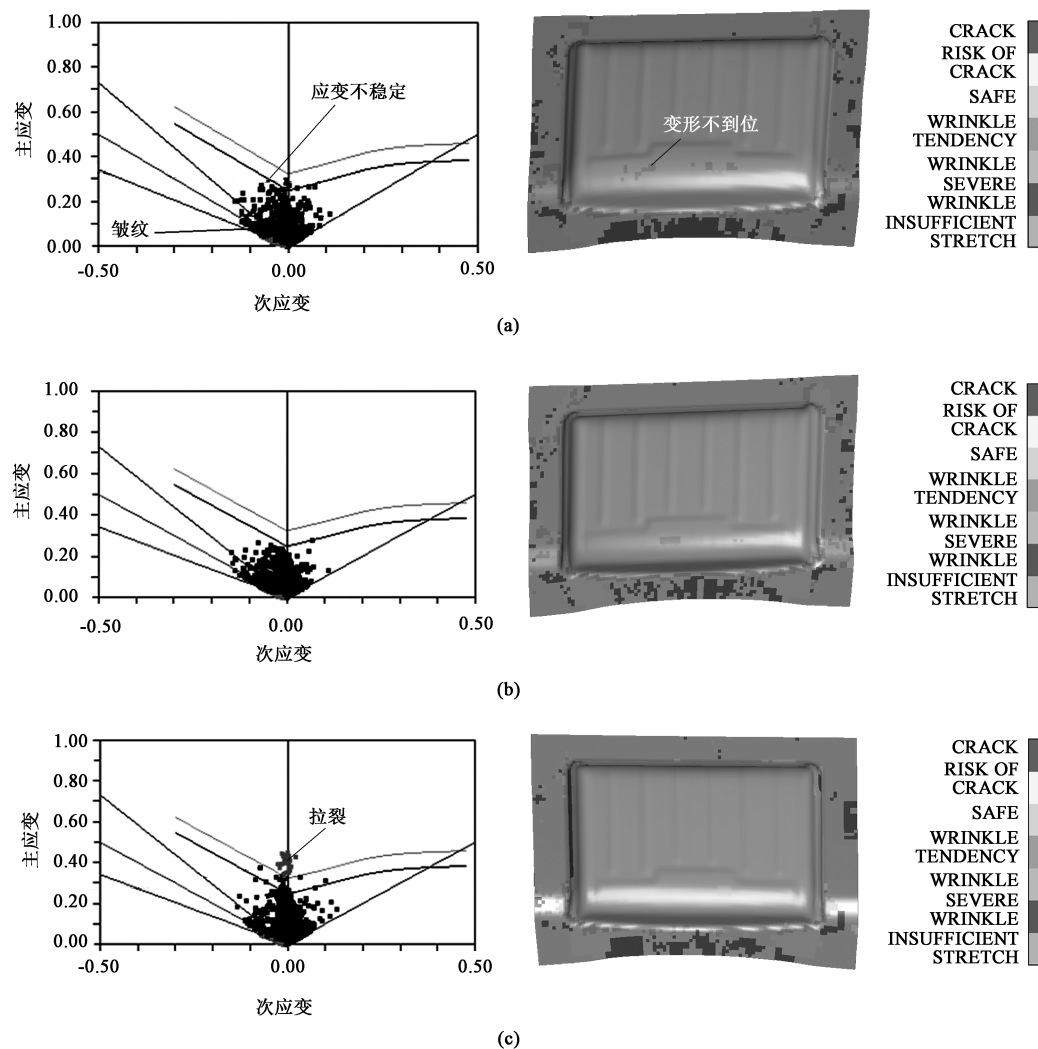 1.00
0.80
0.60
0.40
0.20
0.00
主应变
应变不稳定
皱纹
-0.50
0.00
0.50
次应变
变形不到位
CRACK
RISK OF
CRACK
SAFE
WRINKLE
TENDENCY
WRINKLE
SEVERE
WRINKLE
INSUFFICIENT
STRETCH
(a)
1.00
0.80
0.60
0.40
0.20
0.00
主应变
-0.50
0.00
0.50
次应变
CRACK
RISK OF
CRACK
SAFE
WRINKLE
TENDENCY
WRINKLE
SEVERE
WRINKLE
INSUFFICIENT
STRETCH
(b)
1.00
0.80
0.60
0.40
0.20
0.00
主应变
拉裂
-0.50
0.00
0.50
次应变
CRACK
RISK OF
CRACK
SAFE
WRINKLE
TENDENCY
WRINKLE
SEVERE
WRINKLE
INSUFFICIENT
STRETCH
(c)